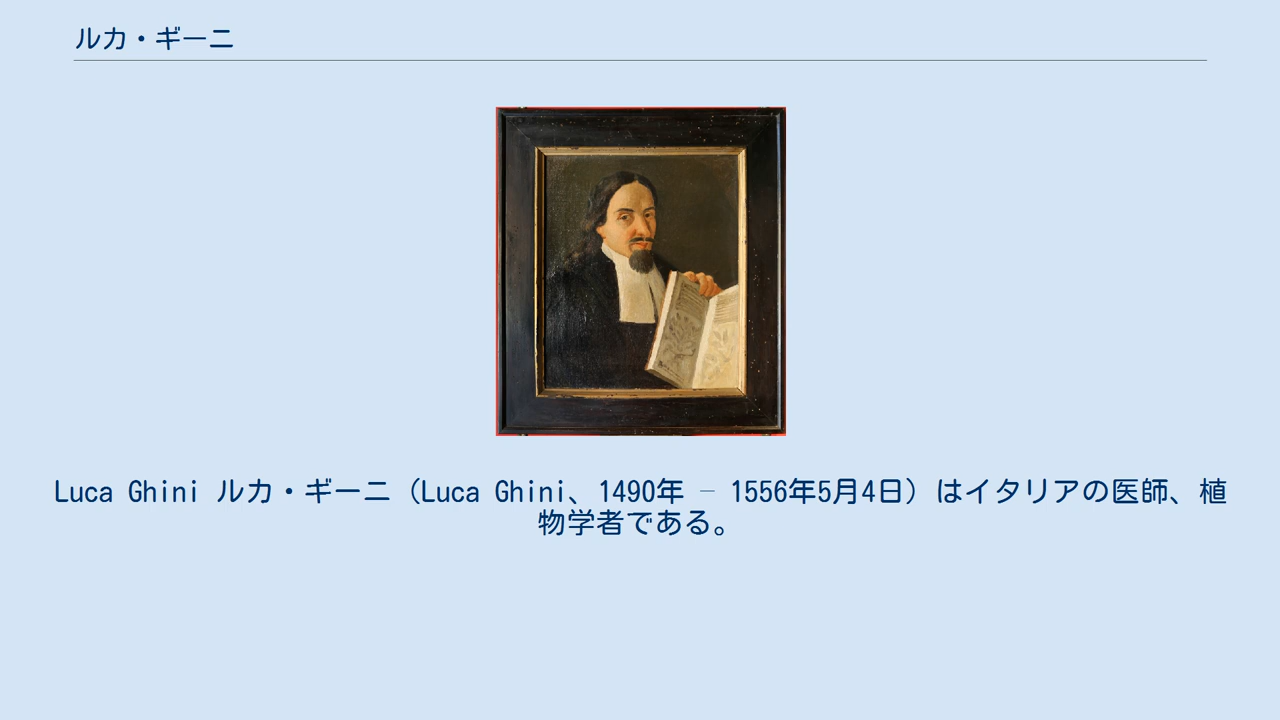 ルカ・ギーニ
Luca Ghini ルカ・ギーニ（Luca Ghini、1490年 – 1556年5月4日）はイタリアの医師、植
物学者である。